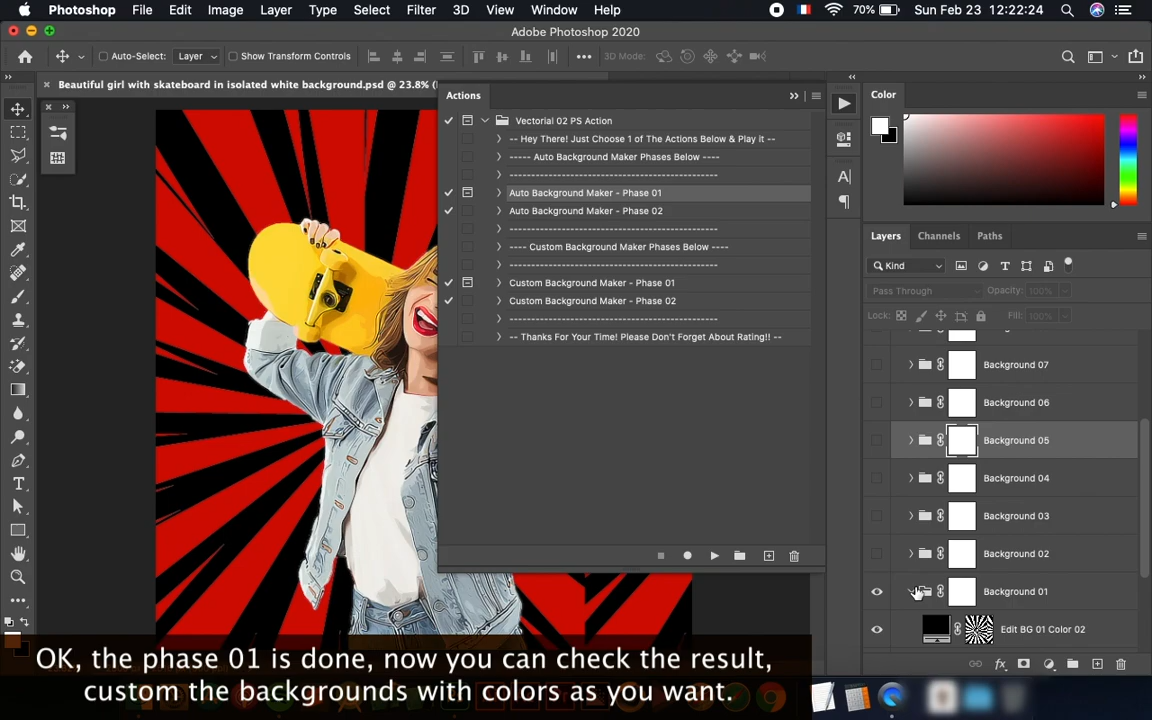 Photoshop File Edit Image Layer Type Select Filter 3D View Window Help 70% Sun Feb 23 12:22:24
Adobe Photoshop 2020
Auto-Select: Layer Show Transform Controls 3D Mode:
Beautiful girl with skateboard in isolated white background.psd @ 23.8% (
Actions
Vectorial 02 PS Action
-- Hey There! Just Choose 1 of The Actions Below & Play it --
----- Auto Background Maker Phases Below ----
------------------------------------------------
Auto Background Maker - Phase 01
Auto Background Maker - Phase 02
------------------------------------------------
---- Custom Background Maker Phases Below ----
------------------------------------------------
Custom Background Maker - Phase 01
Custom Background Maker - Phase 02
------------------------------------------------
-- Thanks For Your Time! Please Don't Forget About Rating!! --
Color
Layers Channels Paths
Kind
Pass Through Opacity: 100%
Lock: Fill: 100%
Background 07
Background 06
Background 05
Background 04
Background 03
Background 02
Background 01
Edit BG 01 Color 02
OK, the phase 01 is done, now you can check the result,
custom the backgrounds with colors as you want.